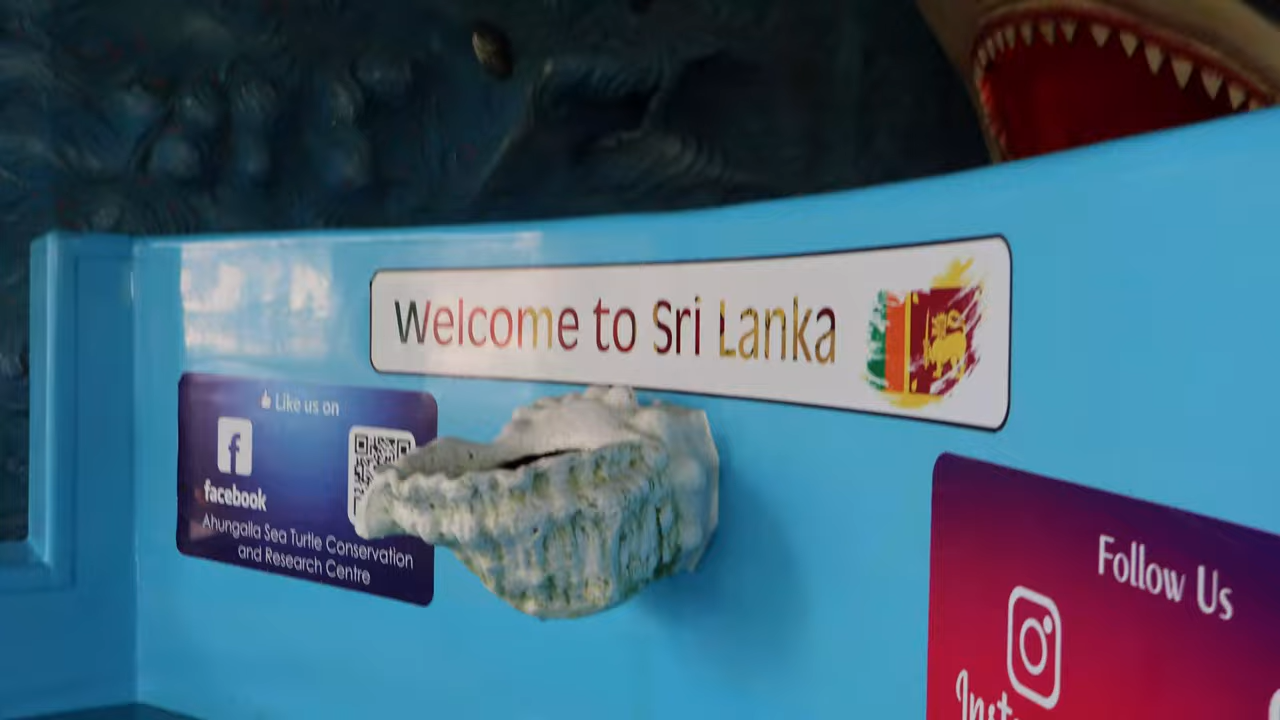 Welcome to Sri Lanka
Like us on
facebook
Ahungalla Sea Turtle Conservation
and Research Centre
Follow Us